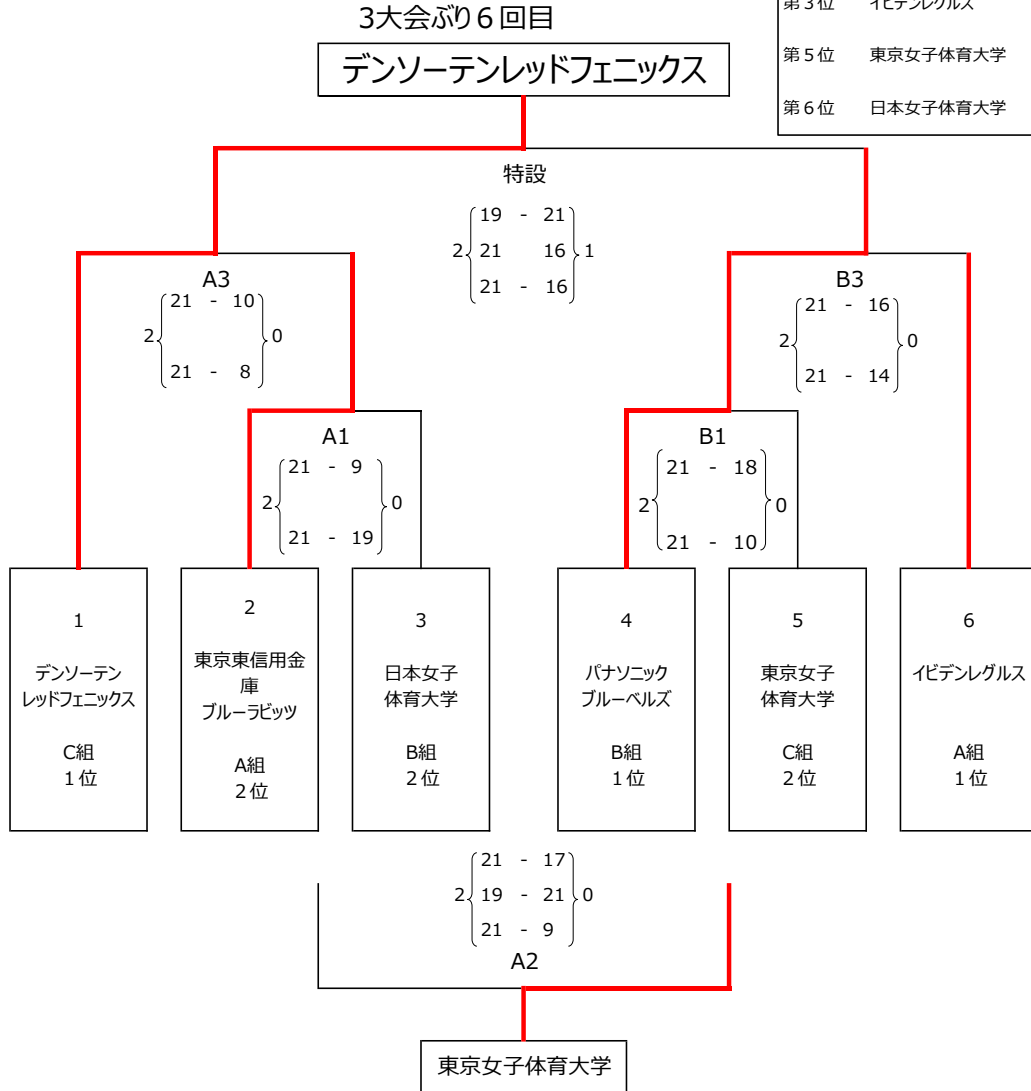 3大会ぶり６回目
デンソーテンレッドフェニックス
第３位 イビデンレグルス
第５位 東京女子体育大学
第６位 日本女子体育大学
特設
19 - 21
2 21 16 1
21 - 16
A3
21 - 10
2 0
21 - 8
B3
21 - 16
2 0
21 - 14
A1
21 - 9
2 0
21 - 19
B1
21 - 18
2 0
21 - 10
1
デンソーテン
レッドフェニックス
C組
１位
2
東京東信用金
庫
ブルーラビッツ
A組
２位
3
日本女子
体育大学
B組
２位
4
パナソニック
ブルーベルズ
B組
１位
5
東京女子
体育大学
C組
２位
6
イビデンレグルス
A組
１位
21 - 17
2 19 - 21 0
21 - 9
A2
東京女子体育大学